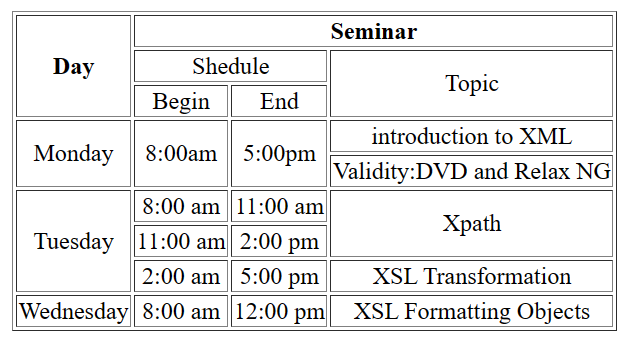 Day Seminar
Shedule Topic
Begin End
Monday 8:00am 5:00pm introduction to XML
Validity:DVD and Relax NG
Tuesday 8:00 am 11:00 am Xpath
11:00 am 2:00 pm
2:00 am 5:00 pm XSL Transformation
Wednesday 8:00 am 12:00 pm XSL Formatting Objects